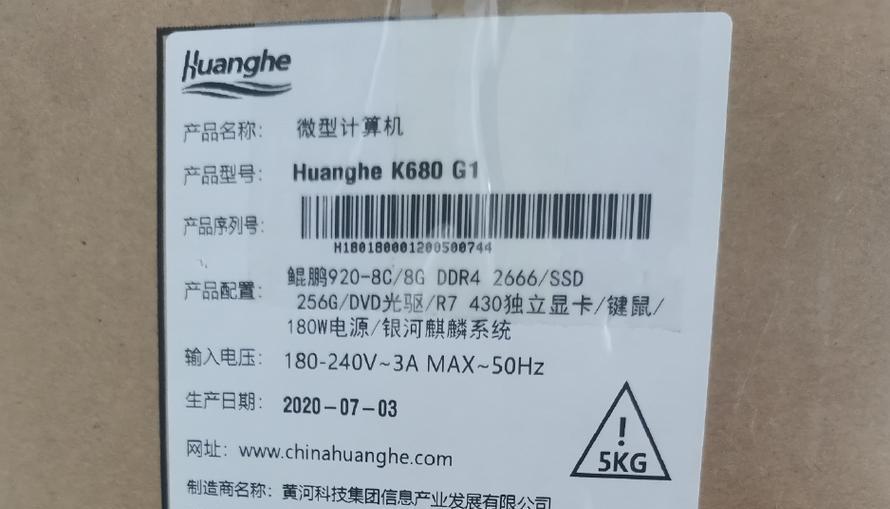 Huanghe
产品名称: 微型计算机
产品型号: Huanghe K680 G1
产品序列号:
H180180001200500744
产品配置: 鲲鹏920-8C/8G DDR4 2666/SSD
256G/DVD光驱/R7 430独立显卡/键鼠/
180W电源/银河麒麟系统
输入电压: 180-240V~3A MAX~50Hz
生产日期: 2020-07-03
网址: www.chinahuanghe.com
!
5KG
制造商名称: 黄河科技集团信息产业发展有限公司